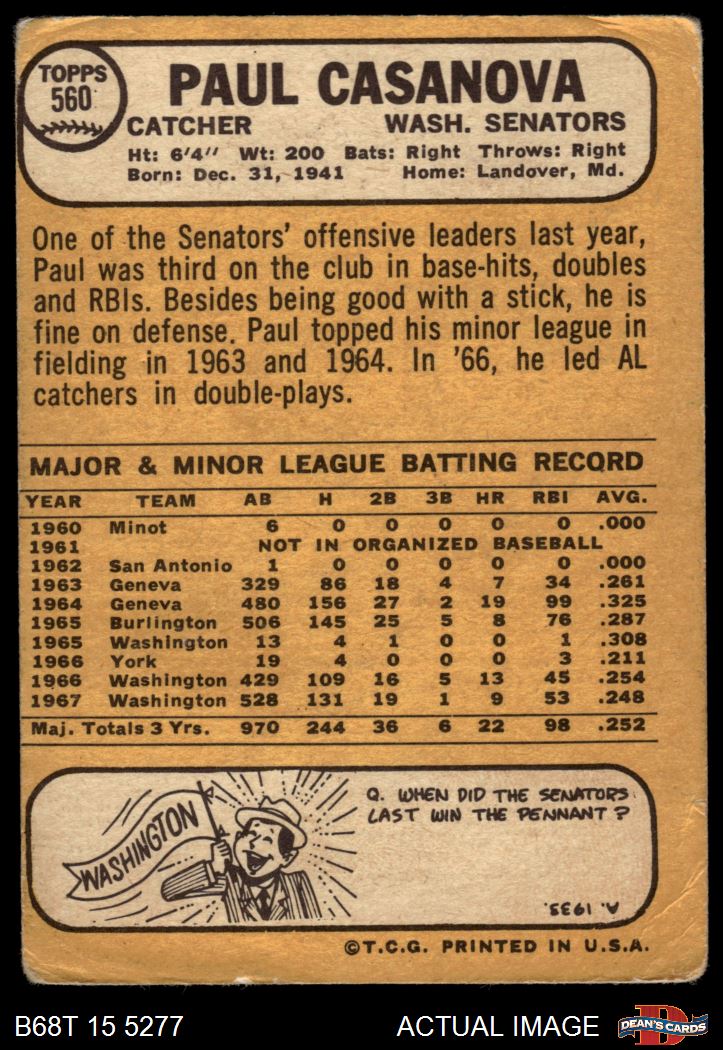 TOPPS
560
PAUL CASANOVA
CATCHER WASH. SENATORS
Ht: 6'4" Wt: 200 Bats: Right Throws: Right
Born: Dec. 31, 1941 Home: Landover, Md.
One of the Senators' offensive leaders last year,
Paul was third on the club in base-hits, doubles
and RBIs. Besides being good with a stick, he is
fine on defense. Paul topped his minor league in
fielding in 1963 and 1964. In '66, he led AL
catchers in double-plays.
MAJOR & MINOR LEAGUE BATTING RECORD
YEAR TEAM AB H 2B 3B HR RBI AVG.
1960 Minot 6 0 0 0 0 0 .000
1961 NOT IN ORGANIZED BASEBALL
1962 San Antonio 1 0 0 0 0 0 .000
1963 Geneva 329 86 18 4 7 34 .261
1964 Geneva 480 156 27 2 19 99 .325
1965 Burlington 506 145 25 5 8 76 .287
1965 Washington 13 4 1 0 0 1 .308
1966 York 19 4 0 0 0 3 .211
1966 Washington 429 109 16 5 13 45 .254
1967 Washington 528 131 19 1 9 53 .248
Maj. Totals 3 Yrs. 970 244 36 6 22 98 .252
WASHINGTON
Q. WHEN DID THE SENATORS
LAST WIN THE PENNANT?
A. 1933.
©T.C.G. PRINTED IN U.S.A.
B68T 15 5277 ACTUAL IMAGE DEAN'S CARDS